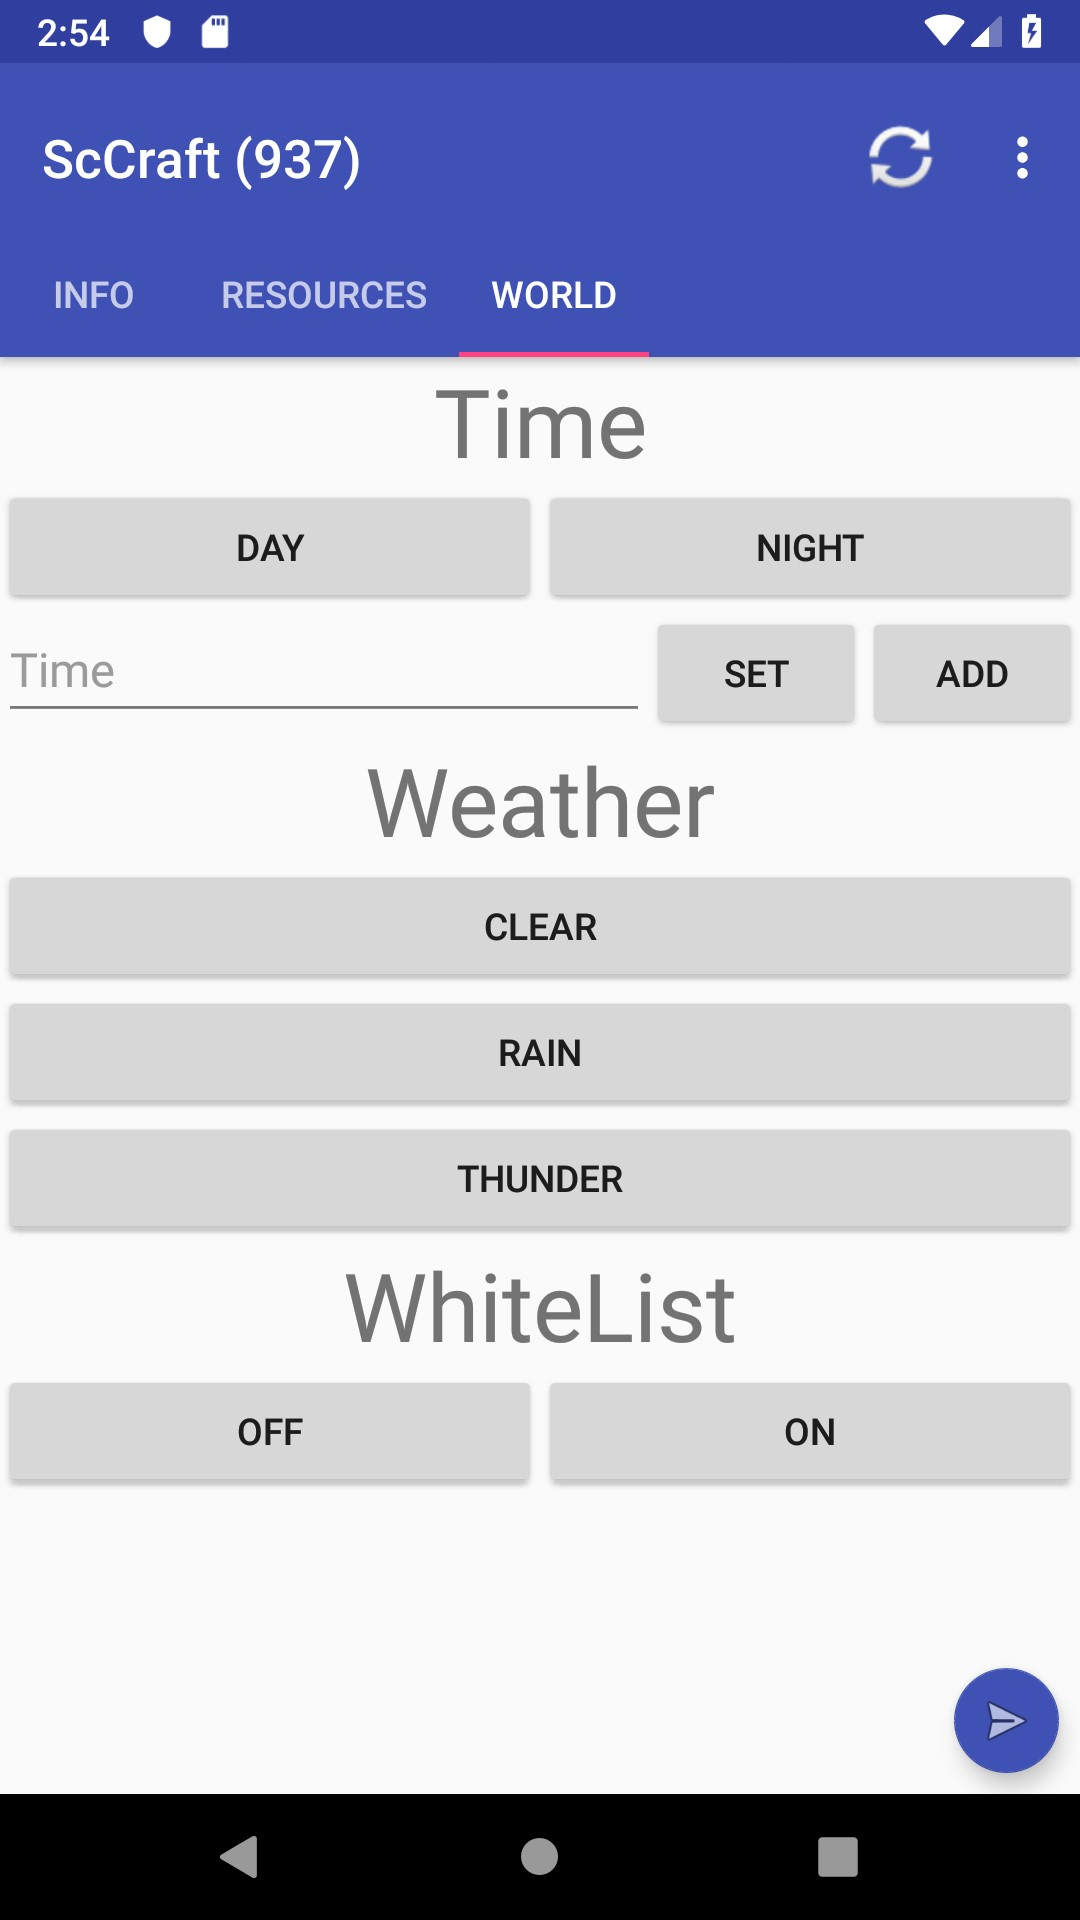 2:54
ScCraft (937)
INFO RESOURCES WORLD
Time
DAY NIGHT
Time SET ADD
Weather
CLEAR
RAIN
THUNDER
WhiteList
OFF ON